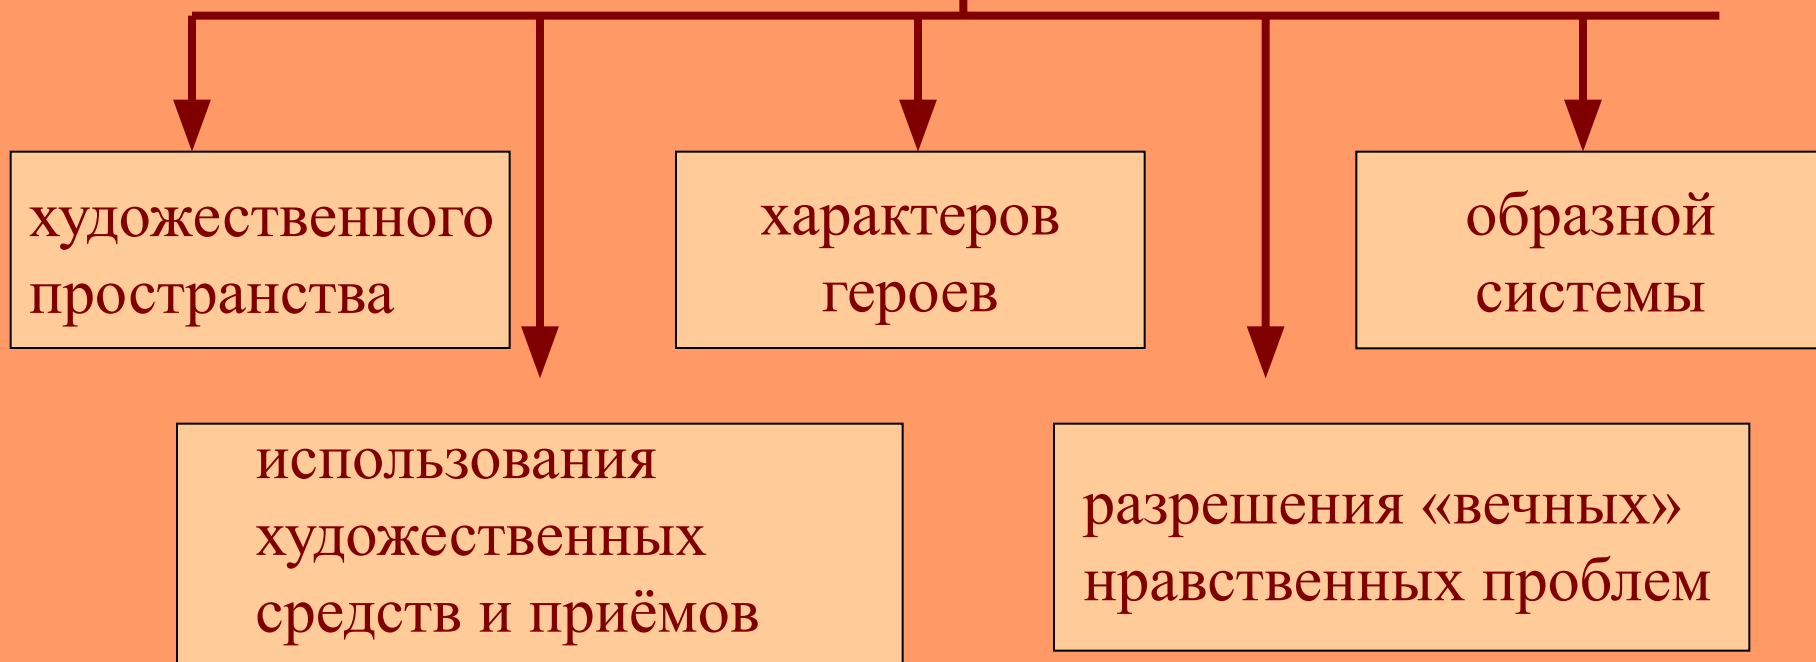 художественного
пространства
характеров
героев
образной
системы
использования
художественных
средств и приёмов
разрешения «вечных»
нравственных проблем